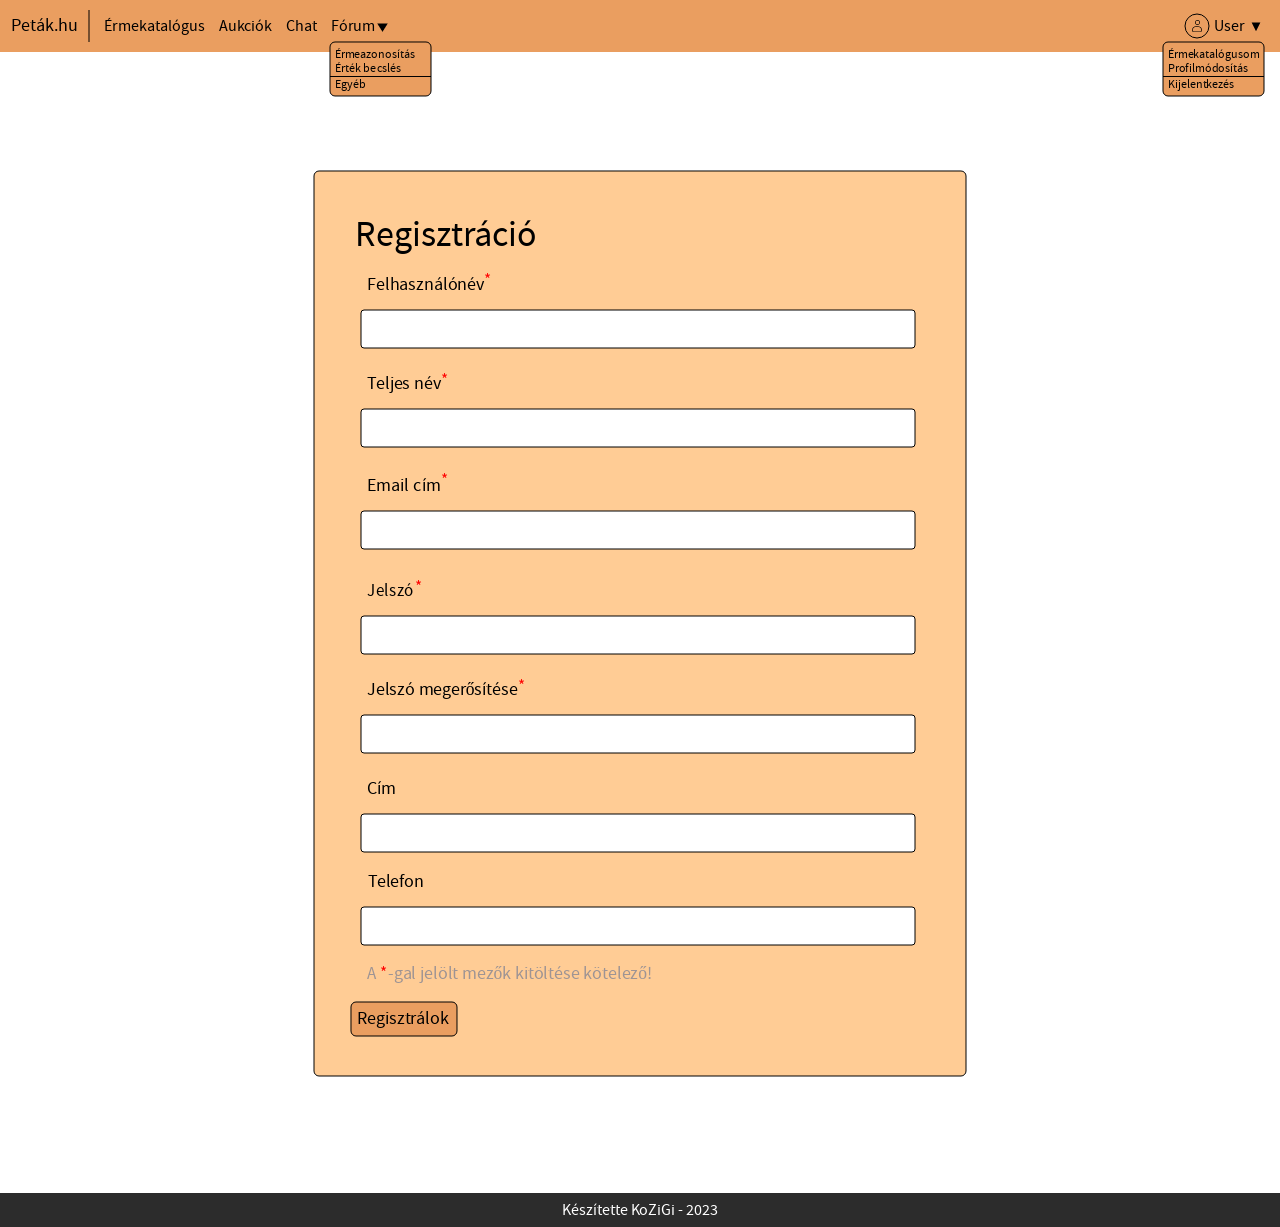 Peták.hu Érmekatalógus Aukciók Chat Fórum▼ User ▼
Érmeazonosítás
Érték becslés
Egyéb
Érmekatalógusom
Profilmódosítás
Kijelentkezés
Regisztráció
Felhasználónév*
Teljes név*
Email cím*
Jelszó*
Jelszó megerősítése*
Cím
Telefon
A *-gal jelölt mezők kitöltése kötelező!
Regisztrálok
Készítette KoZiGi - 2023